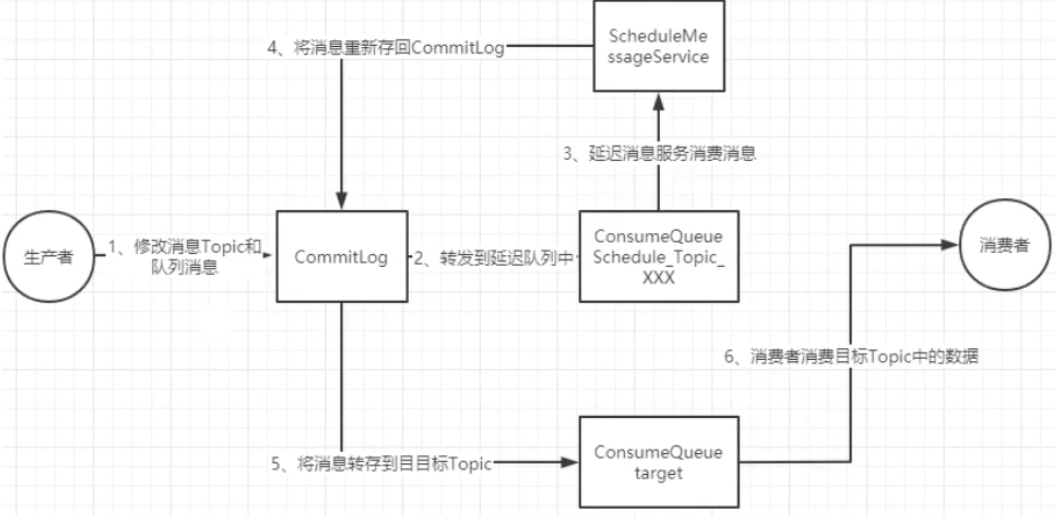 4、将消息重新存回CommitLog
ScheduleMe
ssageService
3、延迟消息服务消费消息
生产者
1、修改消息Topic和
队列消息
CommitLog
2、转发到延迟队列中
ConsumeQueue
Schedule_Topic_
XXX
消费者
6、消费者消费目标Topic中的数据
5、将消息转存到目目标Topic
ConsumeQueue
target